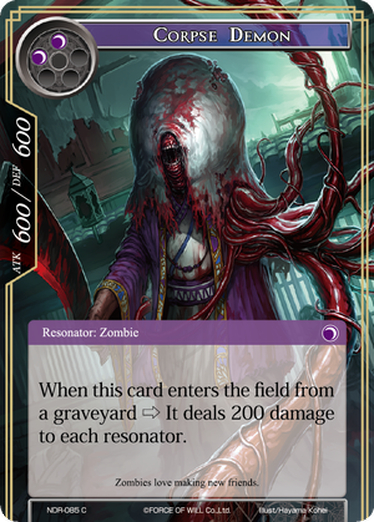 Corpse Demon
ATK 600 / DEF 600
Resonator: Zombie
When this card enters the field from
a graveyard ⇨ It deals 200 damage
to each resonator.
Zombies love making new friends.
NDR-085 C ©FORCE OF WILL Co.,Ltd. Illust/Hayama Kohei